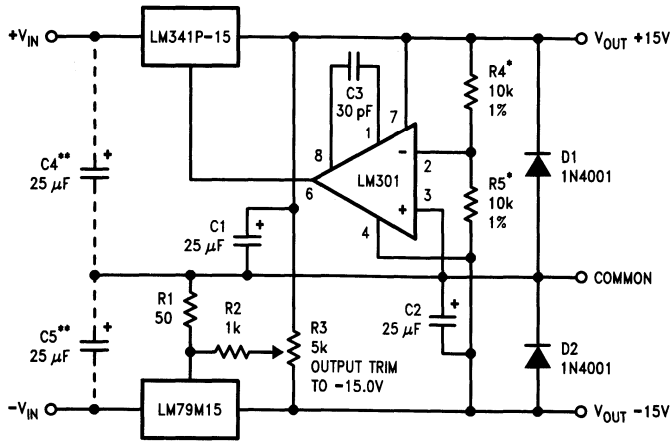 +V_IN
LM341P-15
V_OUT +15V
C3
30 pF
7
1
8
6
2
3
4
-
+
LM301
R4*
10k
1%
R5*
10k
1%
D1
1N4001
C4**
25 μF
+
C1
25 μF
+
COMMON
R1
50
R2
1k
R3
5k
OUTPUT TRIM
TO -15.0V
C2
25 μF
+
C5**
25 μF
+
D2
1N4001
-V_IN
LM79M15
V_OUT -15V